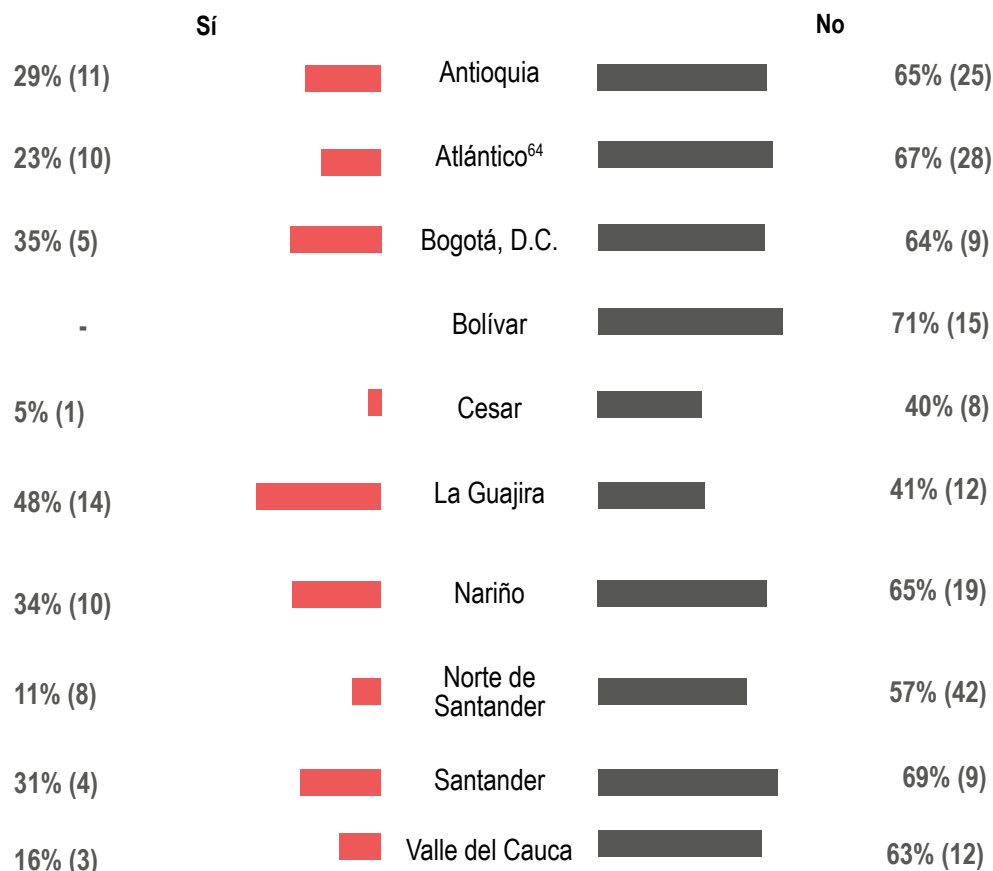 Sí No
29% (11) Antioquia 65% (25)
23% (10) Atlántico64 67% (28)
35% (5) Bogotá, D.C. 64% (9)
- Bolívar 71% (15)
5% (1) Cesar 40% (8)
48% (14) La Guajira 41% (12)
34% (10) Nariño 65% (19)
11% (8) Norte de
Santander 57% (42)
31% (4) Santander 69% (9)
16% (3) Valle del Cauca 63% (12)